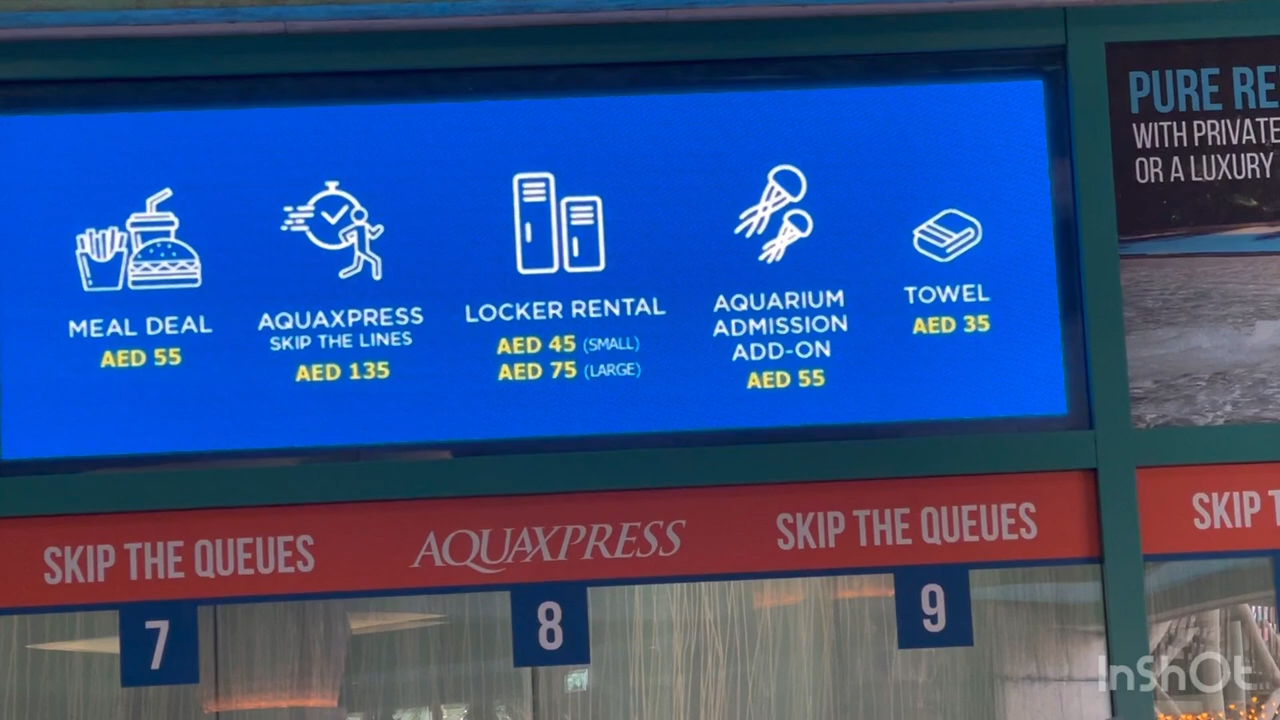 MEAL DEAL
AED 55
AQUAXPRESS
SKIP THE LINES
AED 135
LOCKER RENTAL
AED 45 (SMALL)
AED 75 (LARGE)
AQUARIUM
ADMISSION
ADD-ON
AED 55
TOWEL
AED 35
PURE RE
WITH PRIVATE
OR A LUXURY
SKIP THE QUEUES AQUAXPRESS SKIP THE QUEUES
SKIP T
7 8 9
InShOt